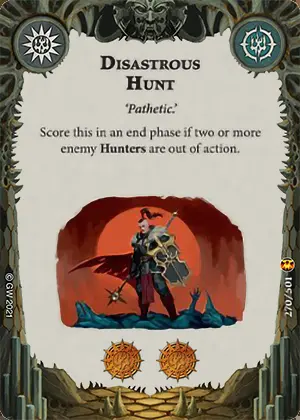 DISASTROUS
HUNT
'Pathetic.'
Score this in an end phase if two or more
enemy Hunters are out of action.
© GW 2021
270/501